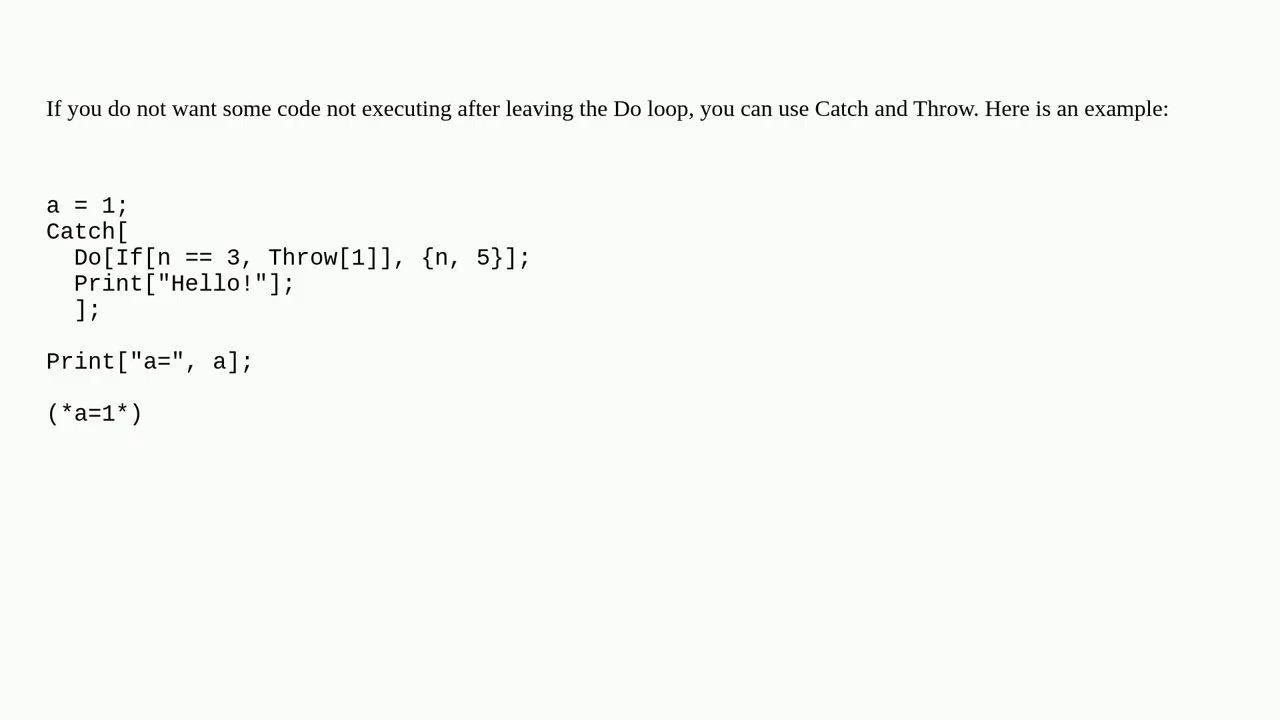 If you do not want some code not executing after leaving the Do loop, you can use Catch and Throw. Here is an example:
a = 1;
Catch[
  Do[If[n == 3, Throw[1]], {n, 5}];
  Print["Hello!"];
  ];
Print["a=", a];
(*a=1*)